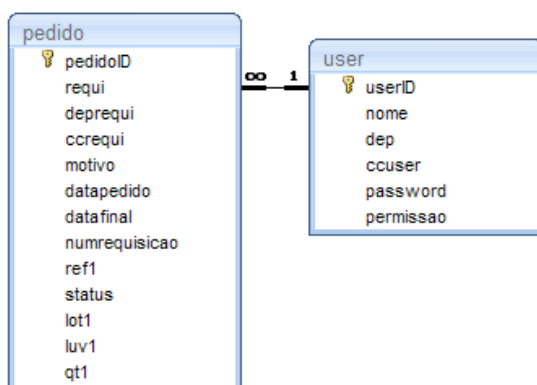 pedido
pedidoID
requi
deprequi
ccrequi
motivo
datapedido
datafinal
numrequisicao
ref1
status
lot1
luv1
qt1
∞ 1
user
userID
nome
dep
ccuser
password
permissao